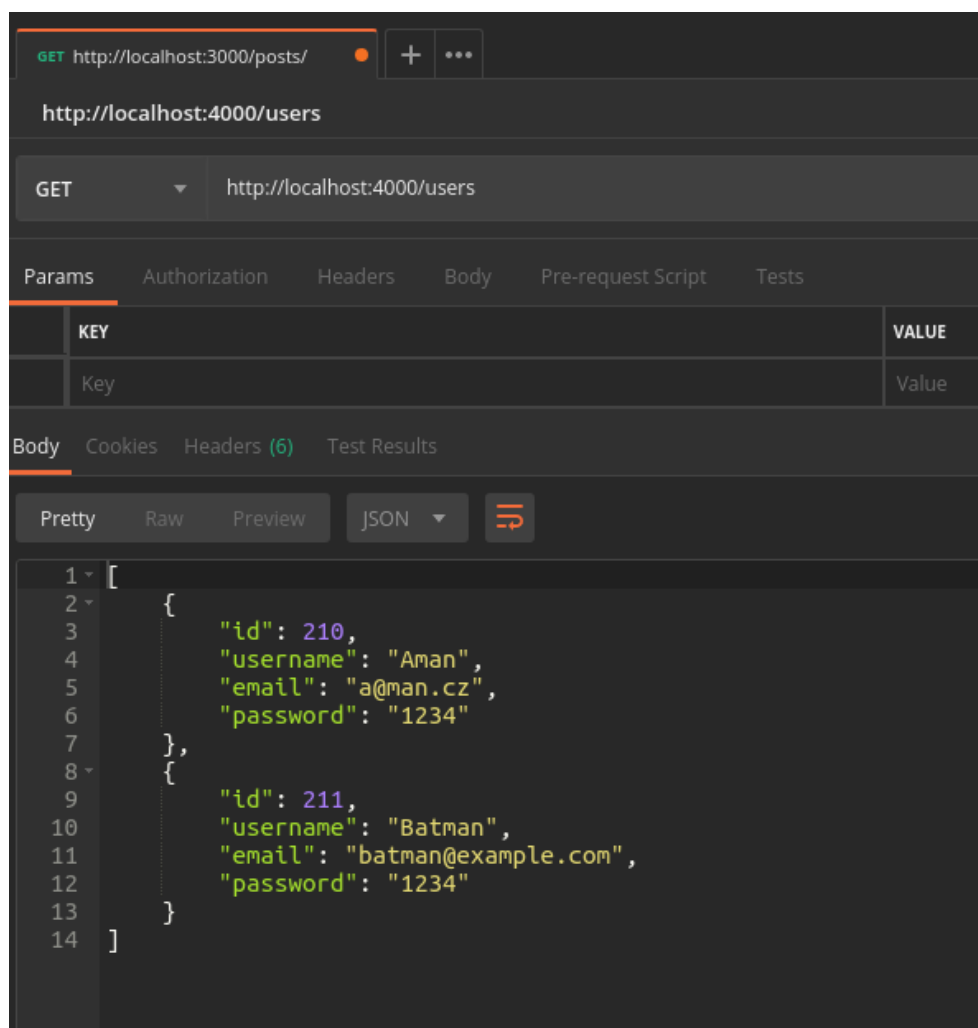 GET http://localhost:3000/posts/ + •••
http://localhost:4000/users
GET http://localhost:4000/users
Params Authorization Headers Body Pre-request Script Tests
KEY VALUE
Key Value
Body Cookies Headers (6) Test Results
Pretty Raw Preview JSON
1 [
2 {
3 "id": 210,
4 "username": "Aman",
5 "email": "a@man.cz",
6 "password": "1234"
7 },
8 {
9 "id": 211,
10 "username": "Batman",
11 "email": "batman@example.com",
12 "password": "1234"
13 }
14 ]